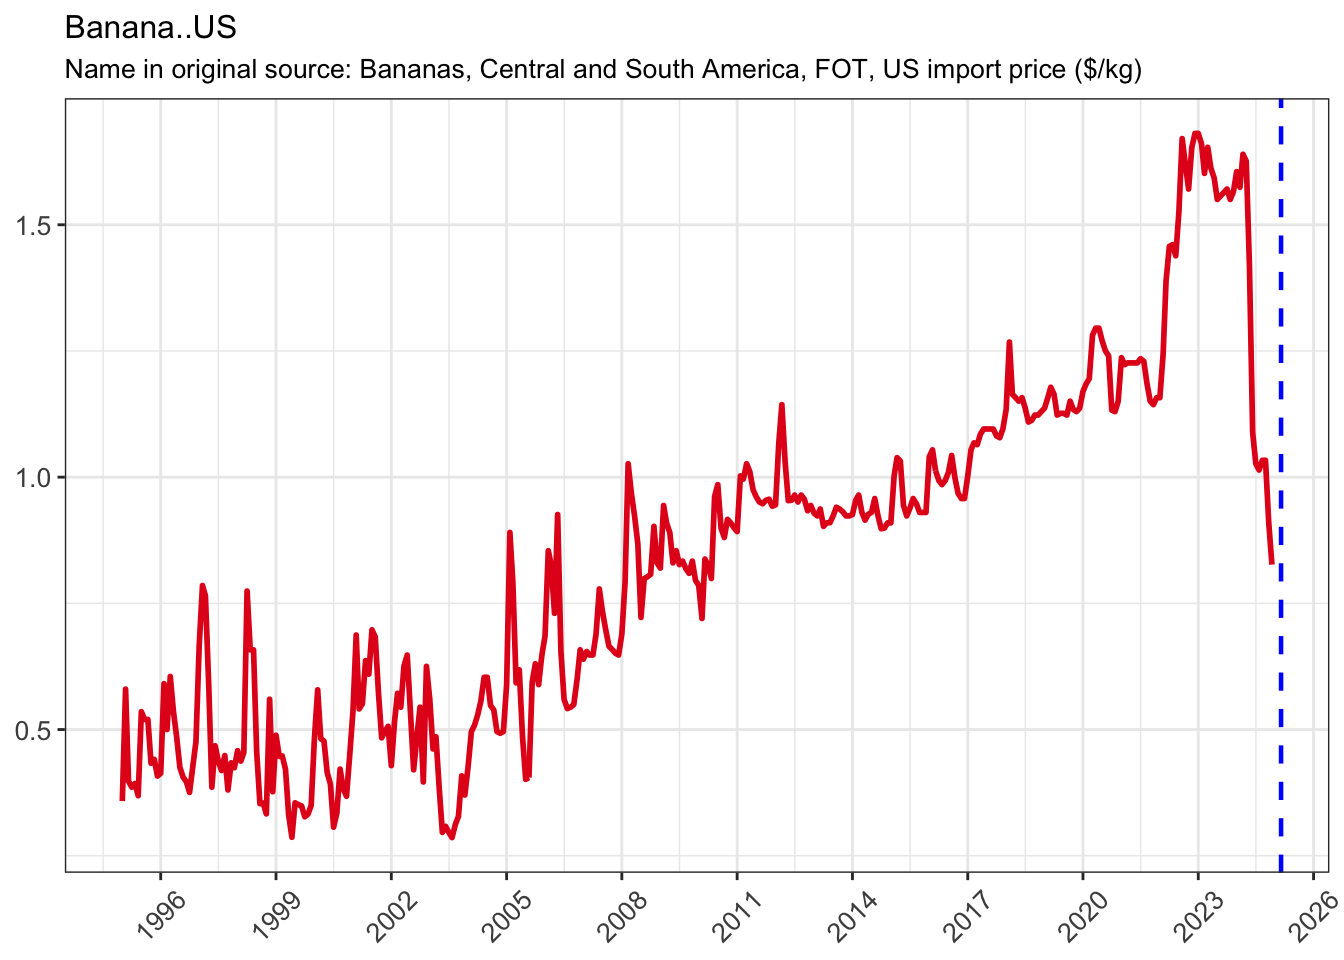 Banana..US
Name in original source: Bananas, Central and South America, FOT, US import price ($/kg)
1.5
1.0
0.5
1996 1999 2002 2005 2008 2011 2014 2017 2020 2023 2026